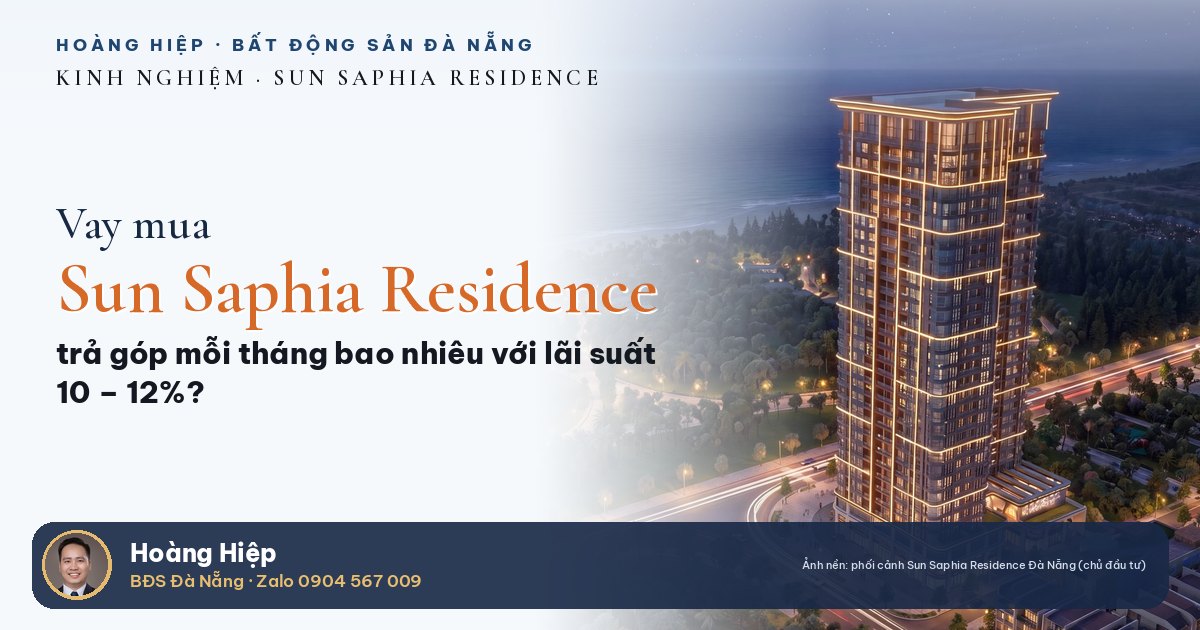 HOÀNG HIỆP · BẤT ĐỘNG SẢN ĐÀ NẴNG
KINH NGHIỆM · SUN SAPHIA RESIDENCE
Vay mua
Sun Saphia Residence
trả góp mỗi tháng bao nhiêu với lãi suất
10 – 12%?
Hoàng Hiệp
BĐS Đà Nẵng · Zalo 0904 567 009
Ảnh nền: phối cảnh Sun Saphia Residence Đà Nẵng (chủ đầu tư)